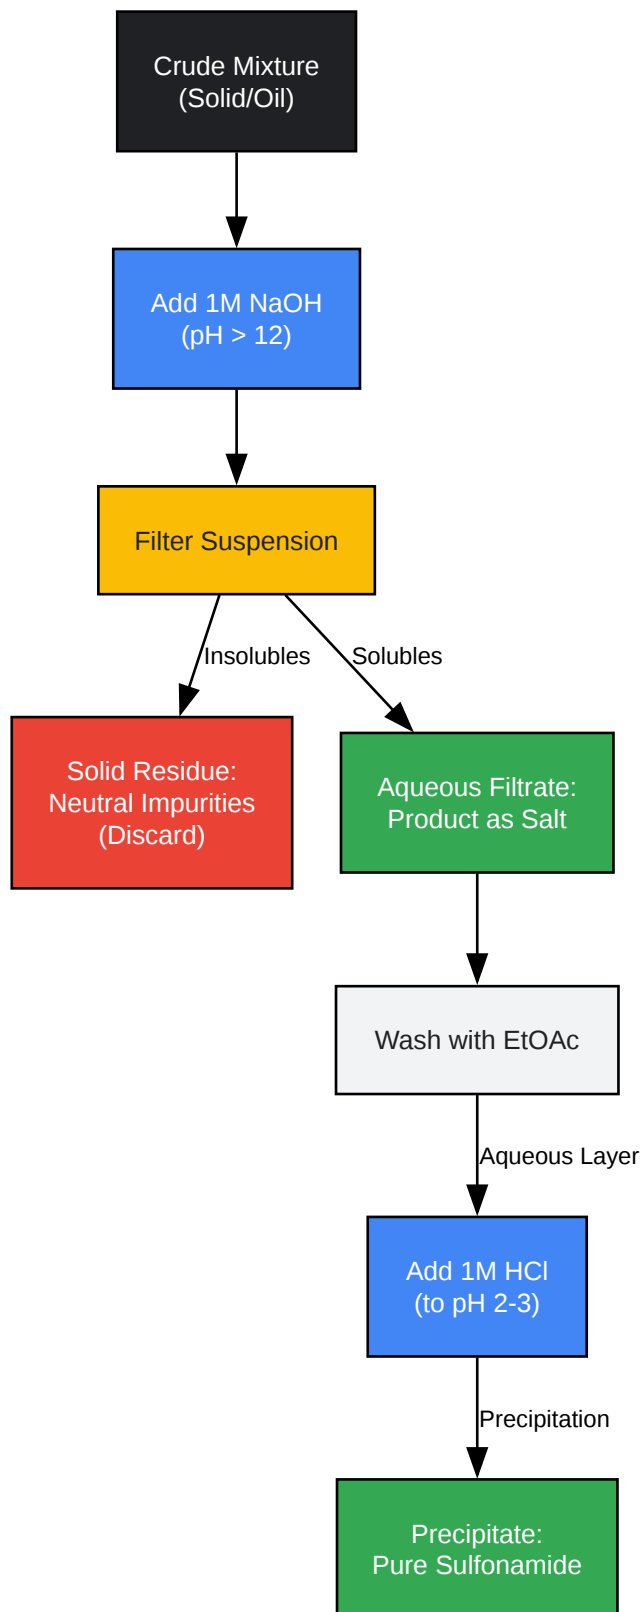 Crude Mixture
(Solid/Oil)
Add 1M NaOH
(pH > 12)
Filter Suspension
Insolubles
Solubles
Solid Residue:
Neutral Impurities
(Discard)
Aqueous Filtrate:
Product as Salt
Wash with EtOAc
Aqueous Layer
Add 1M HCl
(to pH 2-3)
Precipitation
Precipitate:
Pure Sulfonamide